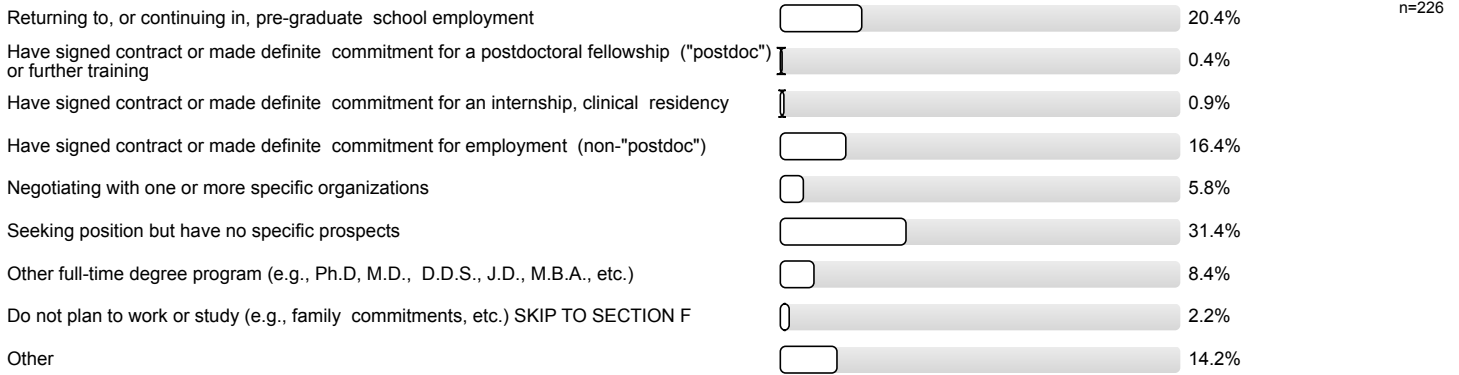 Returning to, or continuing in, pre-graduate school employment 20.4% n=226
Have signed contract or made definite commitment for a postdoctoral fellowship ("postdoc")
or further training 0.4%
Have signed contract or made definite commitment for an internship, clinical residency 0.9%
Have signed contract or made definite commitment for employment (non-"postdoc") 16.4%
Negotiating with one or more specific organizations 5.8%
Seeking position but have no specific prospects 31.4%
Other full-time degree program (e.g., Ph.D, M.D., D.D.S., J.D., M.B.A., etc.) 8.4%
Do not plan to work or study (e.g., family commitments, etc.) SKIP TO SECTION F 2.2%
Other 14.2%